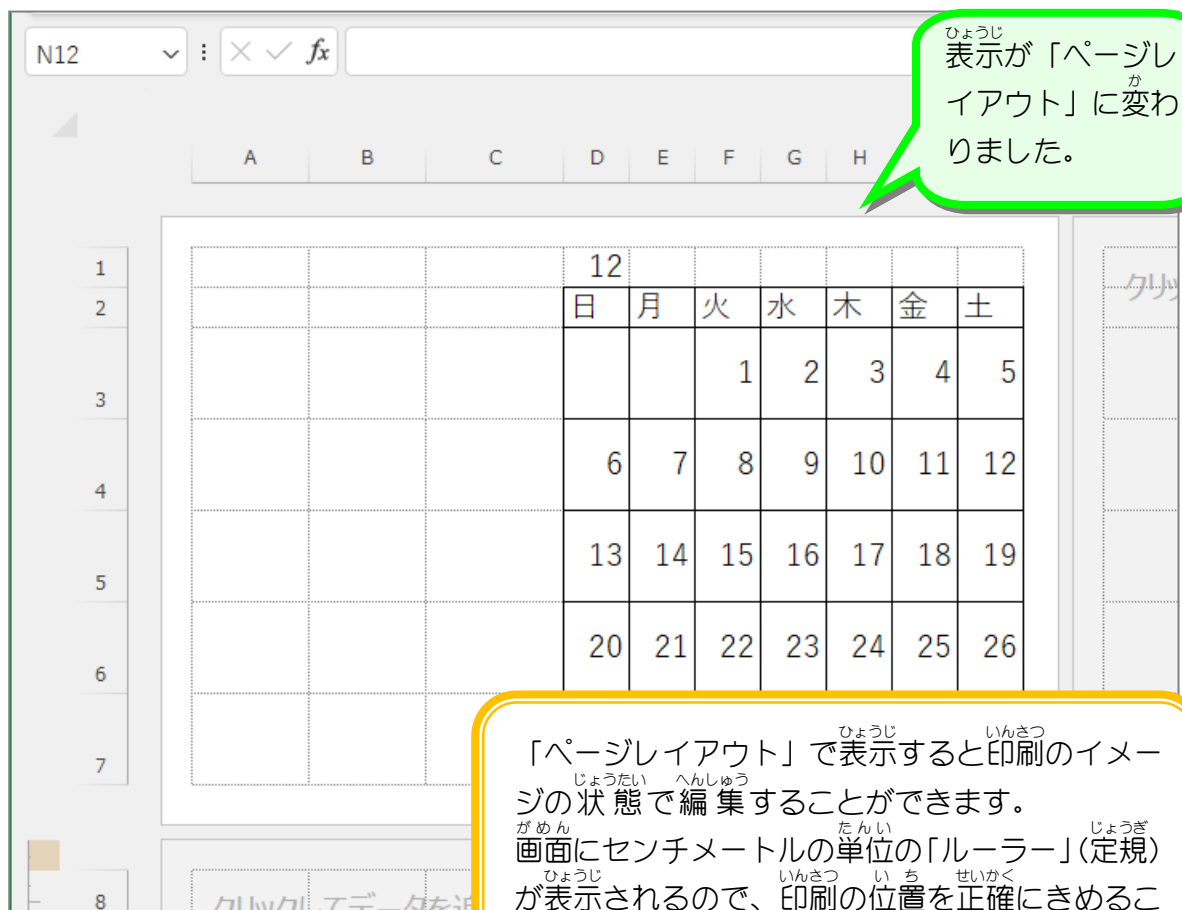 N12
fx
表示が「ページレ
イアウト」に変わ
りました。
A B C D E F G H
1 12
2 日 月 火 水 木 金 土
3 1 2 3 4 5
4 6 7 8 9 10 11 12
5 13 14 15 16 17 18 19
6 20 21 22 23 24 25 26
7
8
「ページレイアウト」で表示すると印刷のイメー
ジの状態で編集することができます。
画面にセンチメートルの単位の「ルーラー」(定規)
が表示されるので、印刷の位置を正確にきめるこ